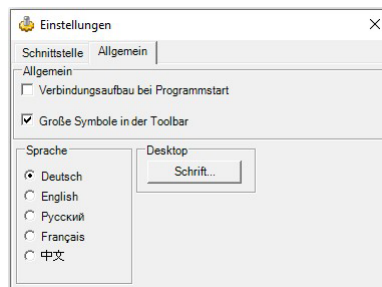 Einstellungen
Schnittstelle Allgemein
Allgemein
Verbindungsaufbau bei Programmstart
Große Symbole in der Toolbar
Sprache
Deutsch
English
Русский
Français
中文
Desktop
Schrift...